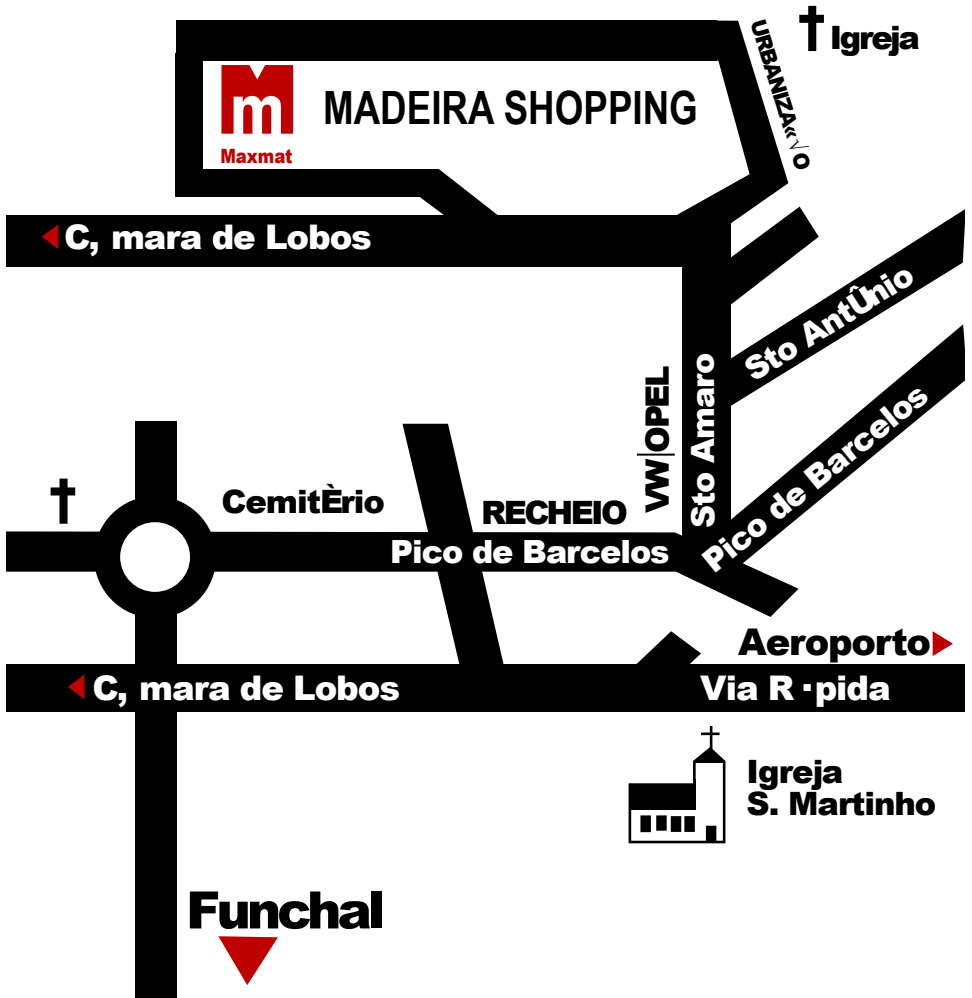 Igreja
URBANIZA«√O
m
MADEIRA SHOPPING
Maxmat
C‚mara de Lobos
Sto AntÛnio
Sto Amaro
VW|OPEL
Pico de Barcelos
CemitÈrio
RECHEIO
Pico de Barcelos
Aeroporto
C‚mara de Lobos
Via R·pida
Igreja
S. Martinho
Funchal